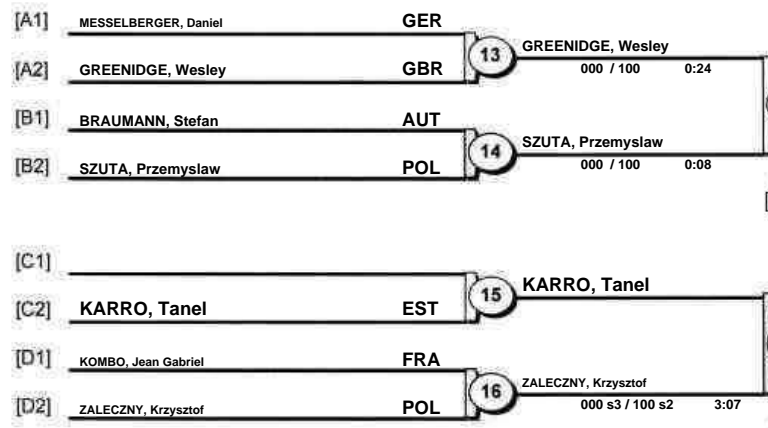 [A1] MESSELBERGER, Daniel GER
[A2] GREENIDGE, Wesley GBR
13
GREENIDGE, Wesley
000 / 100 0:24
[B1] BRAUMANN, Stefan AUT
[B2] SZUTA, Przemyslaw POL
14
SZUTA, Przemyslaw
000 / 100 0:08
[C1]
[C2] KARRO, Tanel EST
15
KARRO, Tanel
[D1] KOMBO, Jean Gabriel FRA
[D2] ZALECZNY, Krzysztof POL
16
ZALECZNY, Krzysztof
000 s3 / 100 s2 3:07